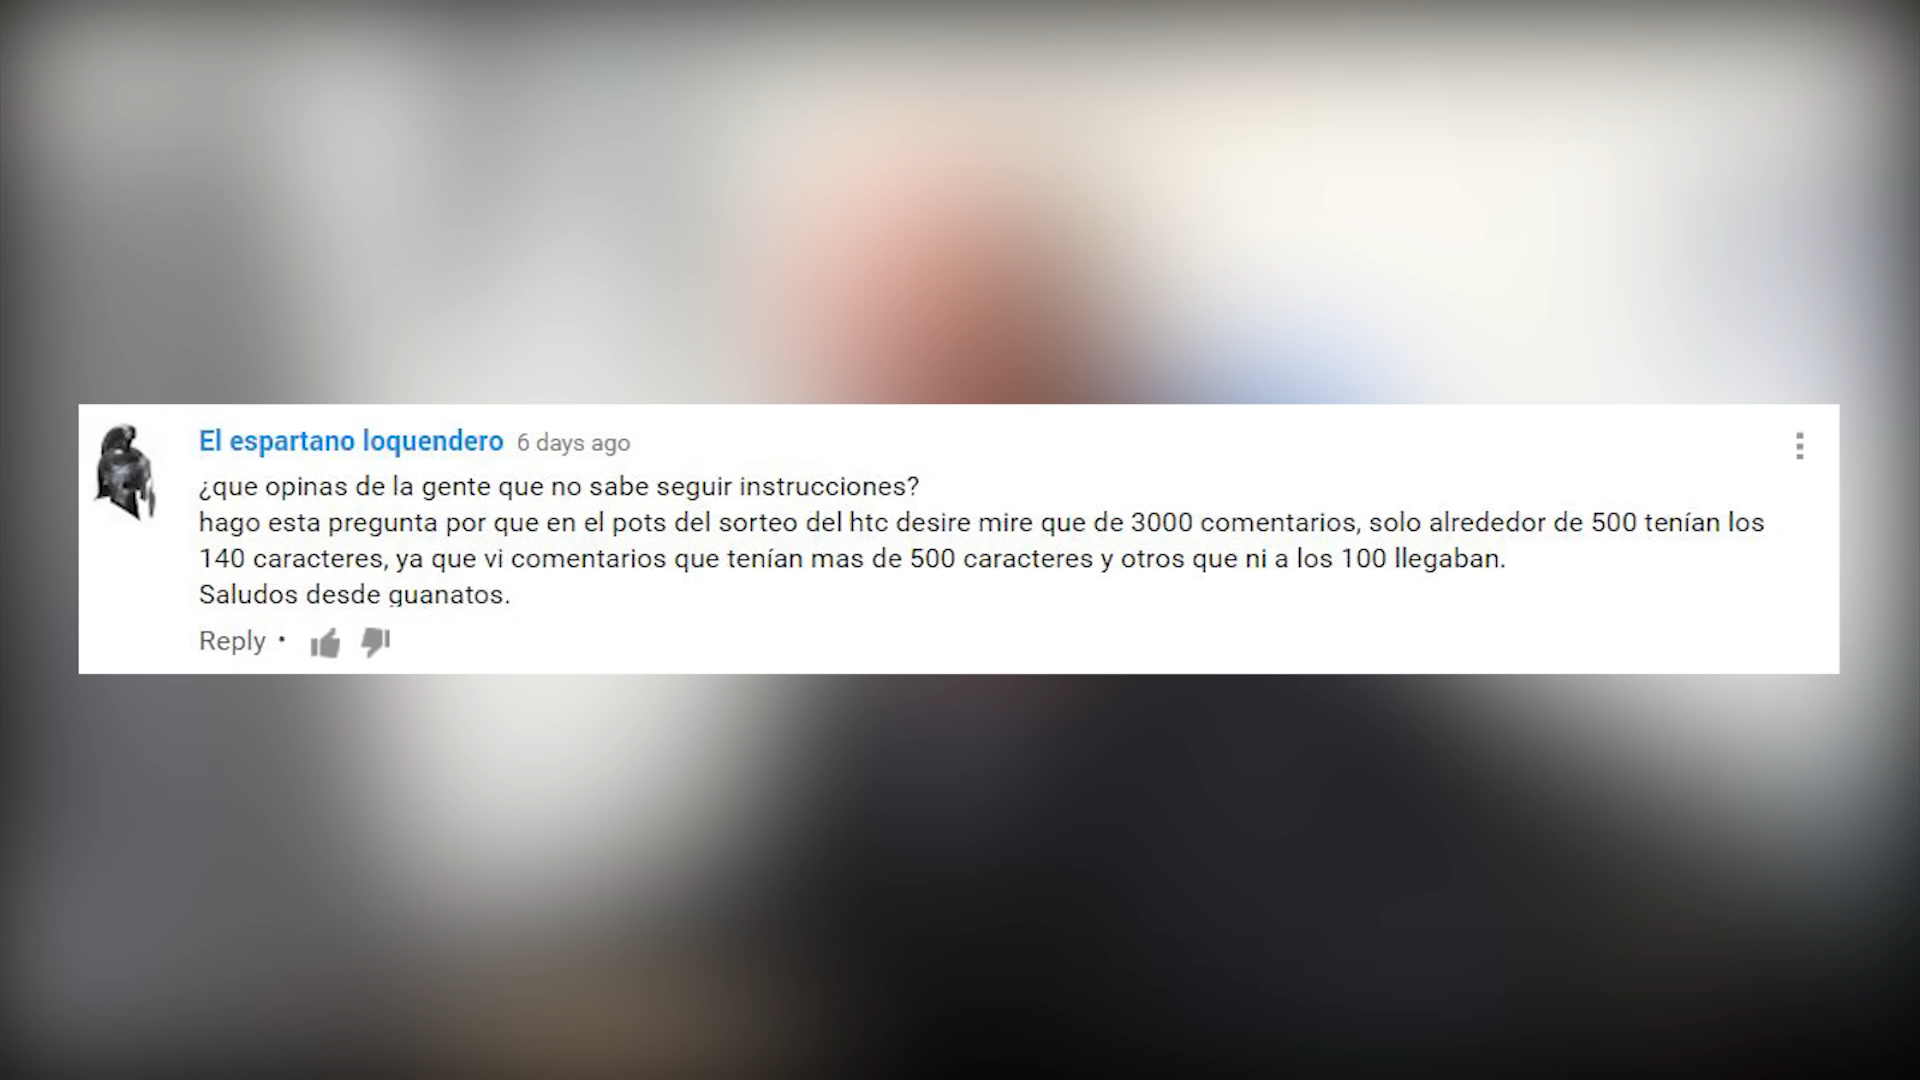 El espartano loquendero 6 days ago
¿que opinas de la gente que no sabe seguir instrucciones?
hago esta pregunta por que en el pots del sorteo del htc desire mire que de 3000 comentarios, solo alrededor de 500 tenían los
140 caracteres, ya que vi comentarios que tenían mas de 500 caracteres y otros que ni a los 100 llegaban.
Saludos desde guanatos.
Reply •